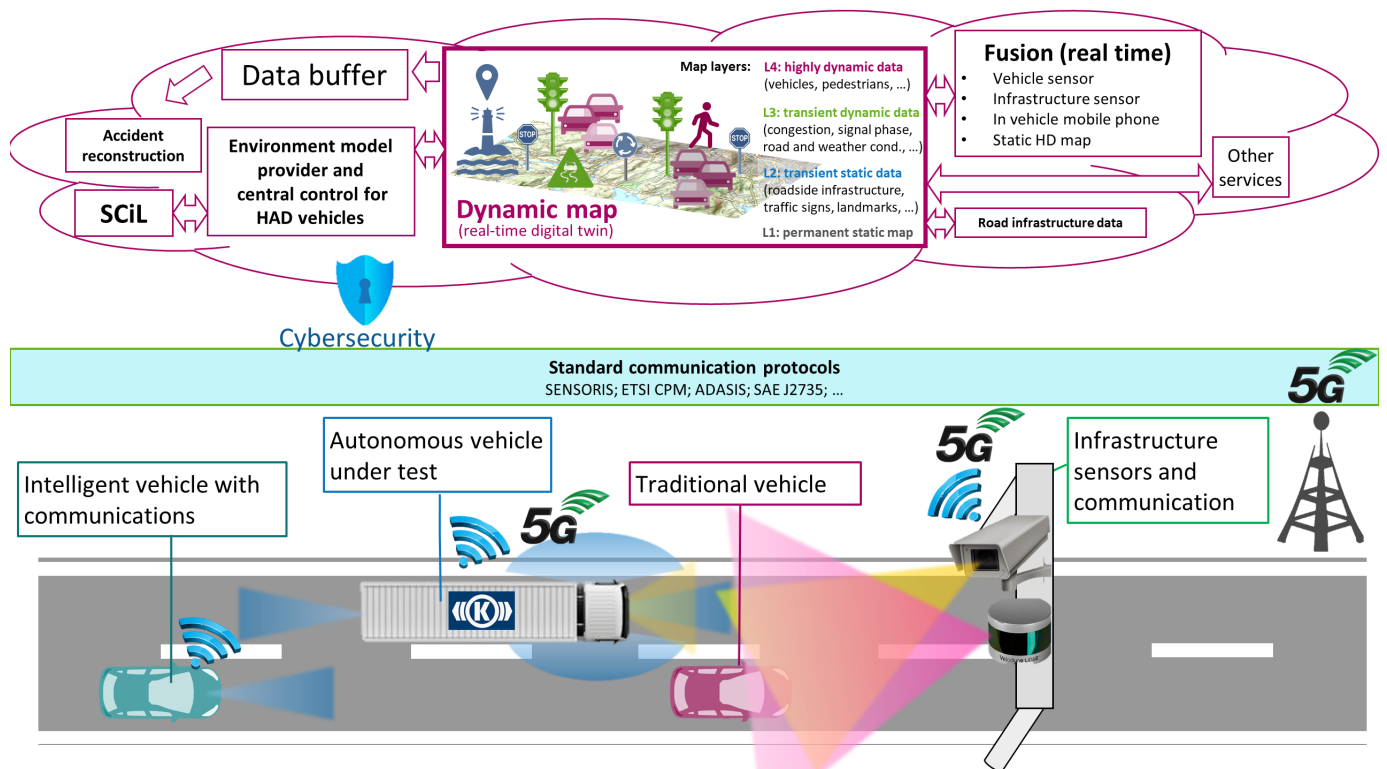 Data buffer
Accident
reconstruction
Environment model
provider and
central control for
HAD vehicles
SCiL
Map layers:
L4: highly dynamic data
(vehicles, pedestrians, …)
L3: transient dynamic data
(congestion, signal phase,
road and weather cond., …)
L2: transient static data
(roadside infrastructure,
traffic signs, landmarks, …)
L1: permanent static map
STOP
STOP
Dynamic map
(real-time digital twin)
Fusion (real time)
• Vehicle sensor
• Infrastructure sensor
• In vehicle mobile phone
• Static HD map
Other
services
Road infrastructure data
Cybersecurity
Standard communication protocols
SENSORIS; ETSI CPM; ADASIS; SAE J2735; …
5G
Intelligent vehicle with
communications
Autonomous vehicle
under test
5G
Traditional vehicle
5G
Infrastructure
sensors and
communication
K
Velodyne LiDAR